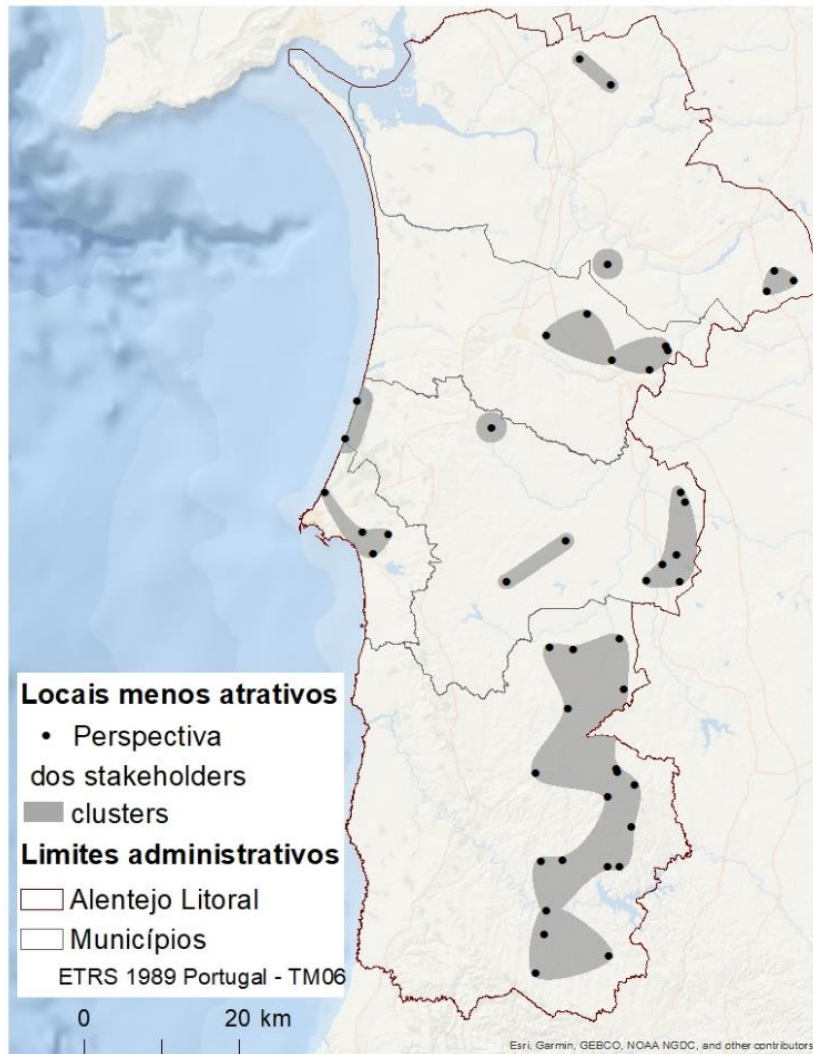 Locais menos atrativos
Perspectiva
dos stakeholders
clusters
Limites administrativos
Alentejo Litoral
Municípios
ETRS 1989 Portugal - TM06
0 20 km
Esri, Garmin, GEBCO, NOAA NGDC, and other contributors